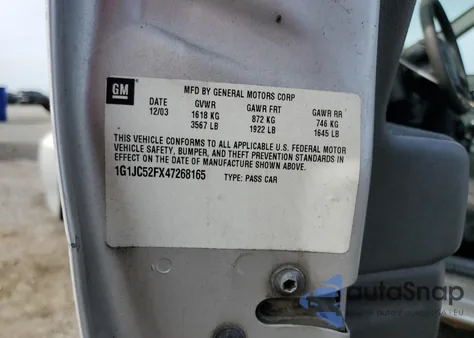 GM
MFD BY GENERAL MOTORS CORP
DATE GVWR GAWR FRT GAWR RR
12/03 1618 KG 872 KG 746 KG
3567 LB 1922 LB 1645 LB
THIS VEHICLE CONFORMS TO ALL APPLICABLE U.S. FEDERAL MOTOR
VEHICLE SAFETY, BUMPER, AND THEFT PREVENTION STANDARDS IN
EFFECT ON THE DATE OF MANUFACTURE SHOWN ABOVE.
1G1JC52FX47268165 TYPE: PASS CAR
autoSnap